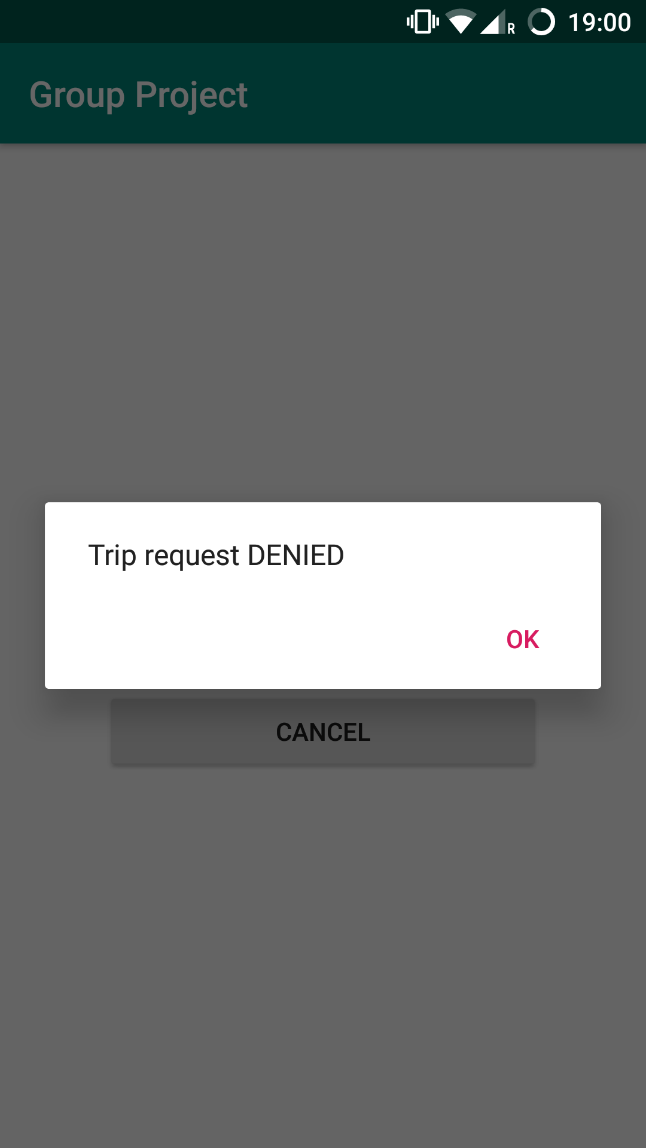 R 19:00
Group Project
Trip request DENIED
OK
CANCEL